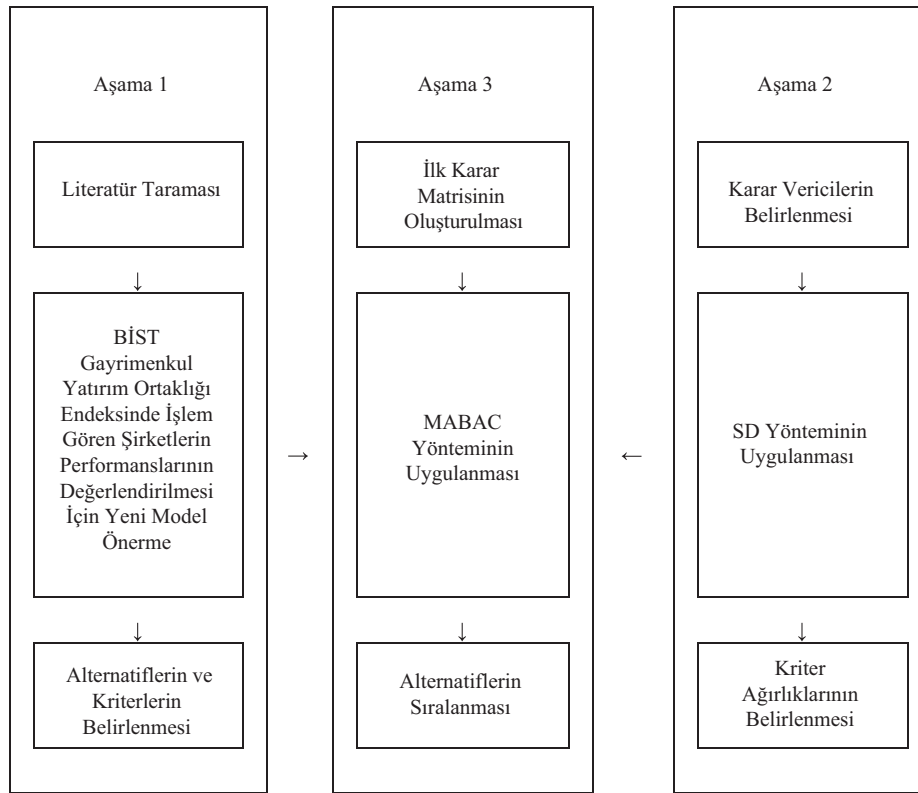 Aşama 1
Literatür Taraması
↓
BİST
Gayrimenkul
Yatırım Ortaklığı
Endeksinde İşlem
Gören Şirketlerin
Performanslarının
Değerlendirilmesi
İçin Yeni Model
Önerme
↓
Alternatiflerin ve
Kriterlerin
Belirlenmesi
→
Aşama 3
İlk Karar
Matrisinin
Oluşturulması
↓
MABAC
Yönteminin
Uygulanması
↓
Alternatiflerin
Sıralanması
←
Aşama 2
Karar Vericilerin
Belirlenmesi
↓
SD Yönteminin
Uygulanması
↓
Kriter
Ağırlıklarının
Belirlenmesi